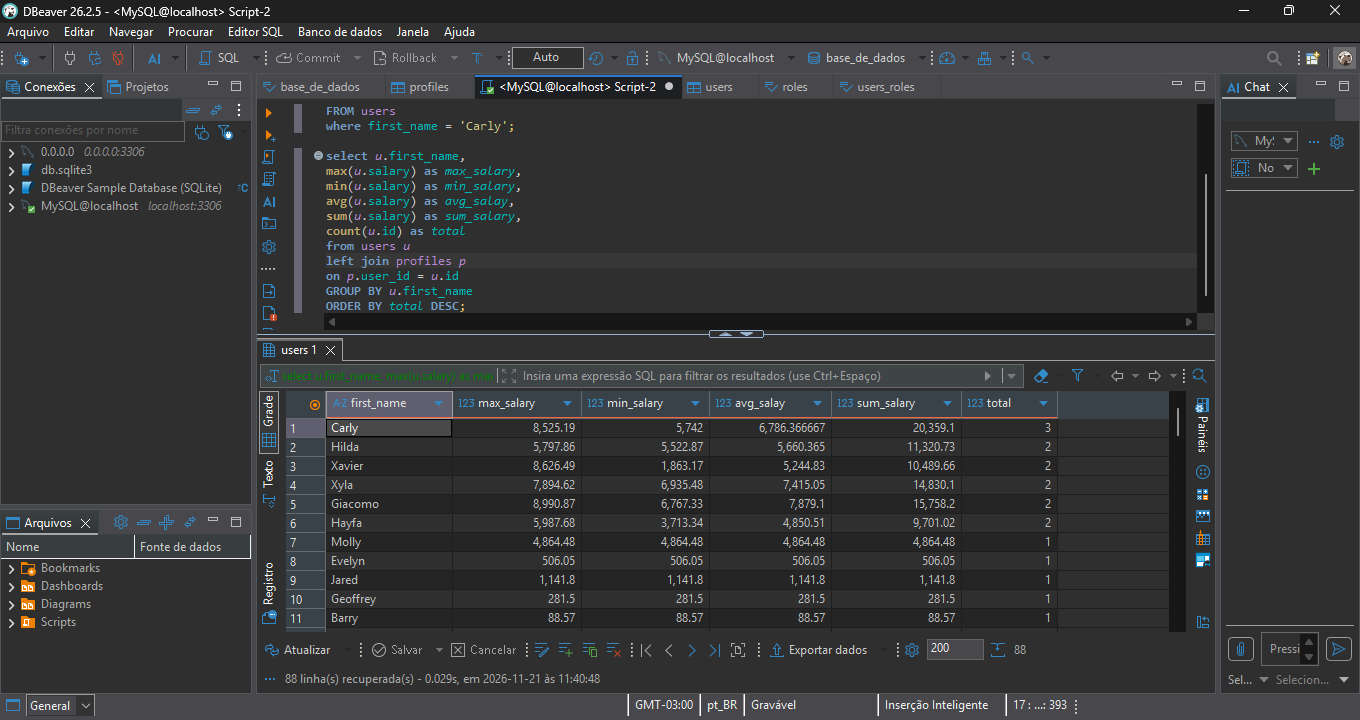 DBeaver 26.2.5 - <MySQL@localhost> Script-2
Arquivo Editar Navegar Procurar Editor SQL Banco de dados Janela Ajuda
AI SQL Commit Rollback T Auto MySQL@localhost base_de_dados
Conexões Projetos
Filtra conexões por nome
0.0.0.0 0.0.0.0:3306
db.sqlite3
DBeaver Sample Database (SQLite)
MySQL@localhost localhost:3306
base_de_dados profiles <MySQL@localhost> Script-2 users roles users_roles
AI
FROM users
where first_name = 'Carly';
select u.first_name,
max(u.salary) as max_salary,
min(u.salary) as min_salary,
avg(u.salary) as avg_salay,
sum(u.salary) as sum_salary,
count(u.id) as total
from users u
left join profiles p
on p.user_id = u.id
GROUP BY u.first_name
ORDER BY total DESC;
users 1
Insira uma expressão SQL para filtrar os resultados (use Ctrl+Espaço)
Grade
Texto
Registro
A-Z first_name 123 max_salary 123 min_salary 123 avg_salay 123 sum_salary 123 total
1 Carly 8,525.19 5,742 6,786.366667 20,359.1 3
2 Hilda 5,797.86 5,522.87 5,660.365 11,320.73 2
3 Xavier 8,626.49 1,863.17 5,244.83 10,489.66 2
4 Xyla 7,894.62 6,935.48 7,415.05 14,830.1 2
5 Giacomo 8,990.87 6,767.33 7,879.1 15,758.2 2
6 Hayfa 5,987.68 3,713.34 4,850.51 9,701.02 2
7 Molly 4,864.48 4,864.48 4,864.48 4,864.48 1
8 Evelyn 506.05 506.05 506.05 506.05 1
9 Jared 1,141.8 1,141.8 1,141.8 1,141.8 1
10 Geoffrey 281.5 281.5 281.5 281.5 1
11 Barry 88.57 88.57 88.57 88.57 1
Painéis
Atualizar Salvar Cancelar Exportar dados 200 88
88 linha(s) recuperada(s) - 0.029s, em 2026-11-21 às 11:40:48
Arquivos
Nome Fonte de dados
Bookmarks
Dashboards
Diagrams
Scripts
AI Chat
My:
No
Pressi
Sel... Selecion...
General GMT-03:00 pt_BR Gravável Inserção Inteligente 17 : ...: 393